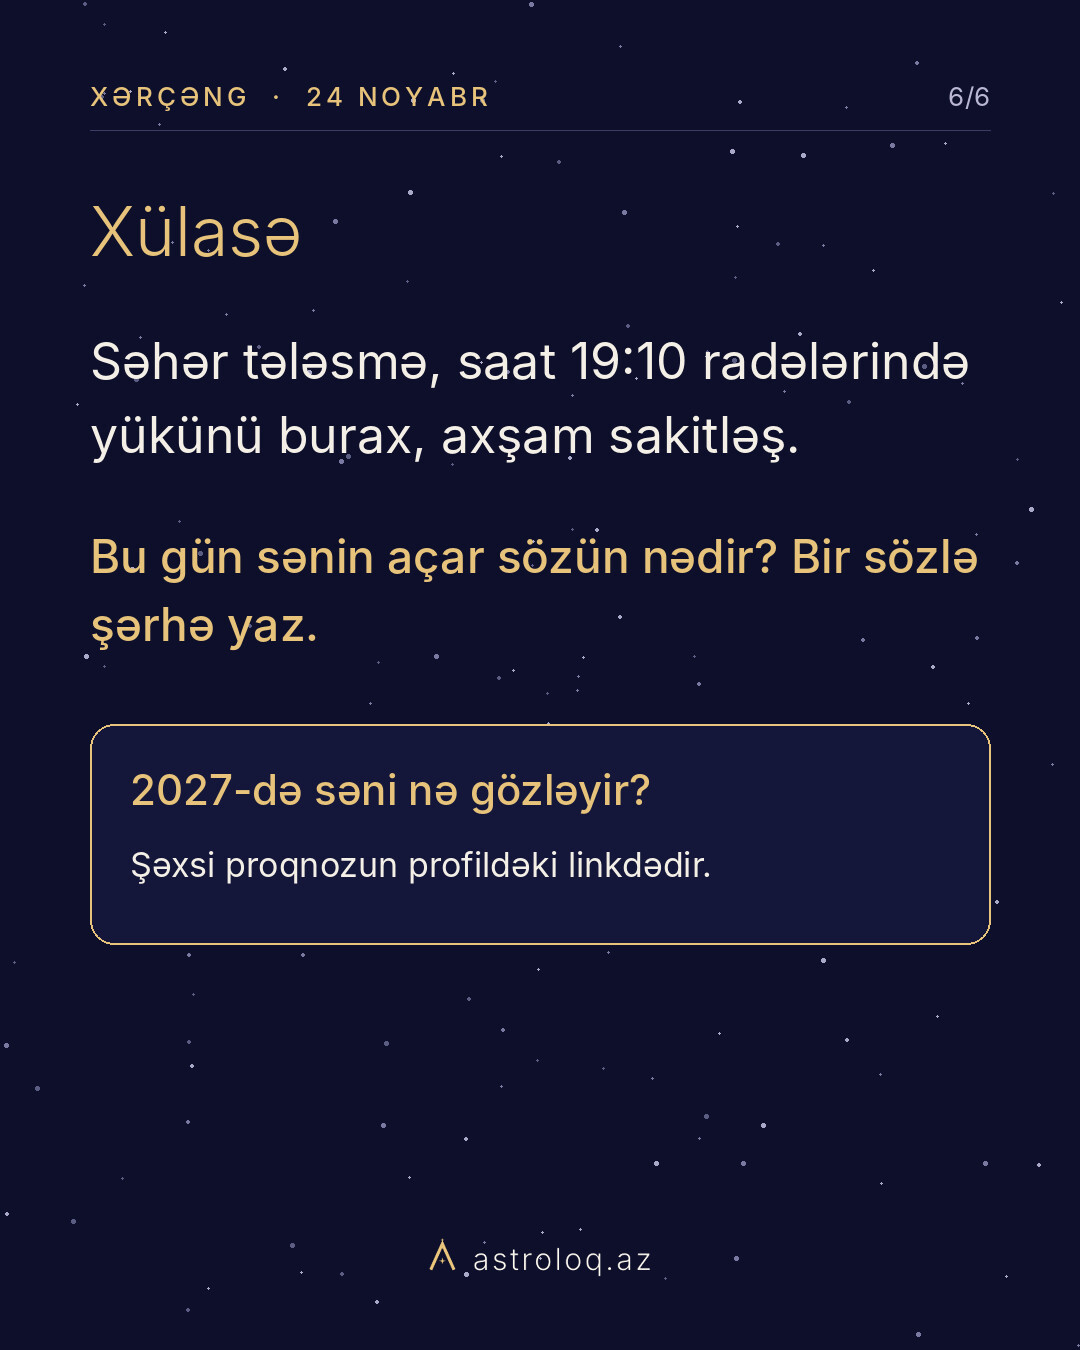 XƏRÇƏNG · 24 NOYABR 6/6
Xülasə
Səhər tələsmə, saat 19:10 radələrində
yükünü burax, axşam sakitləş.
Bu gün sənin açar sözün nədir? Bir sözlə
şərhə yaz.
2027-də səni nə gözləyir?
Şəxsi proqnozun profildəki linkdədir.
astroloq.az